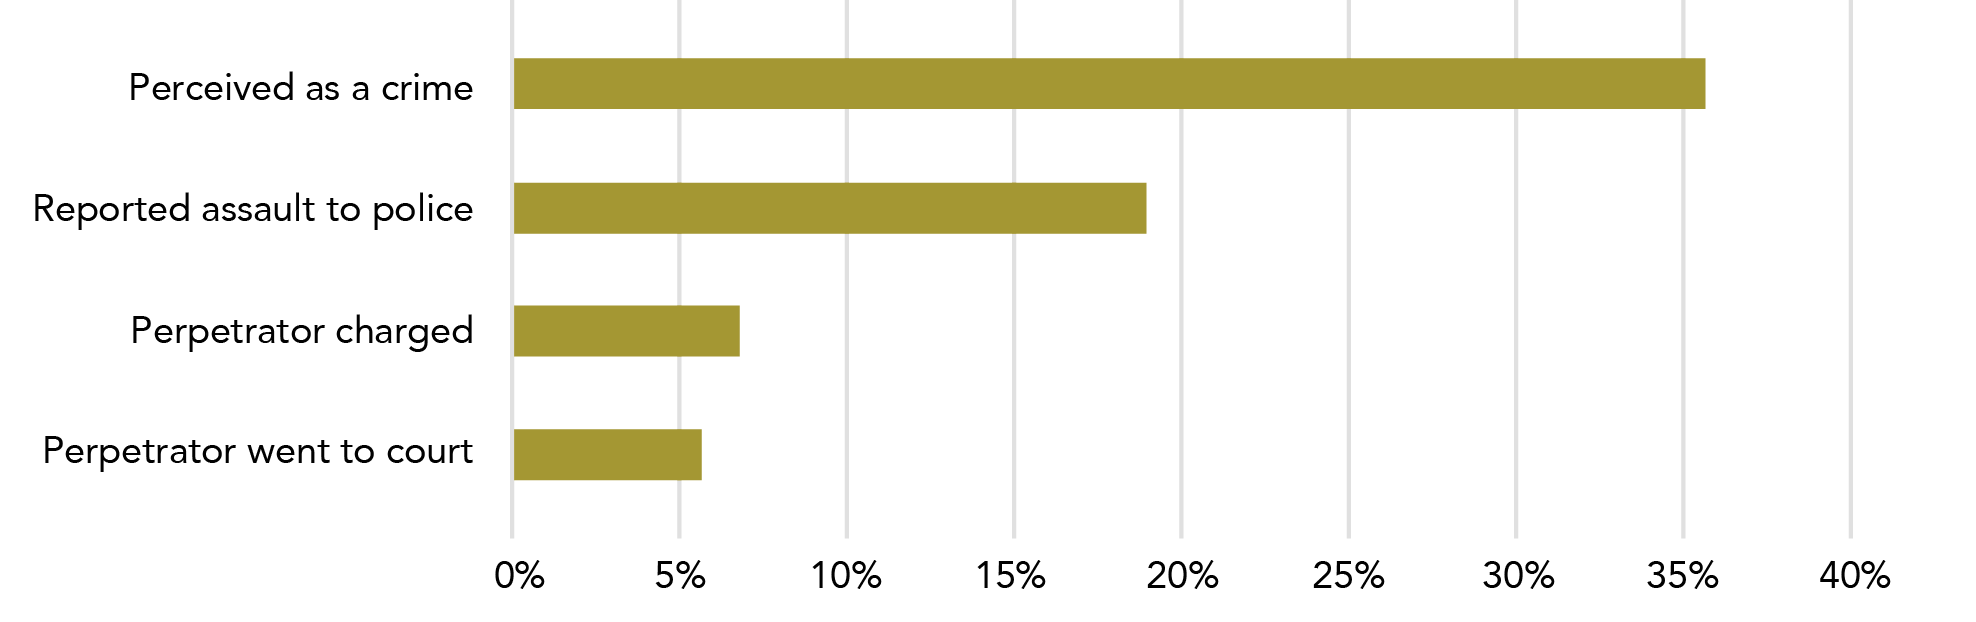 Perceived as a crime
Reported assault to police
Perpetrator charged
Perpetrator went to court
0% 5% 10% 15% 20% 25% 30% 35% 40%